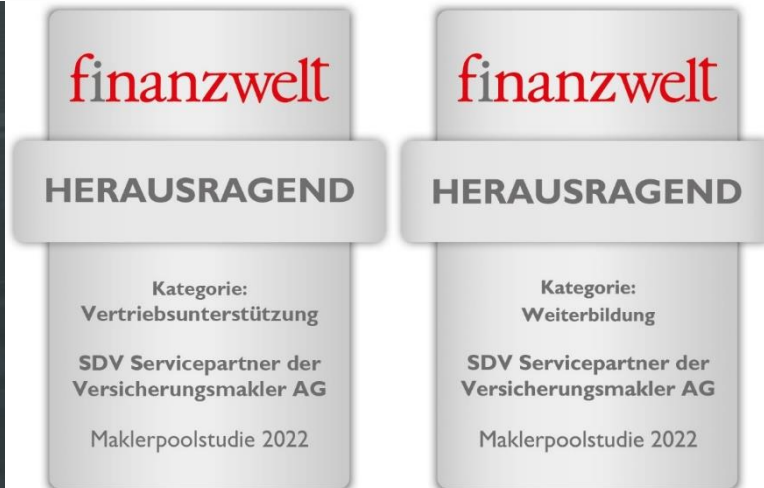 finanzwelt
HERAUSRAGEND
Kategorie:
Vertriebsunterstützung
SDV Servicepartner der
Versicherungsmakler AG
Maklerpoolstudie 2022
finanzwelt
HERAUSRAGEND
Kategorie:
Weiterbildung
SDV Servicepartner der
Versicherungsmakler AG
Maklerpoolstudie 2022